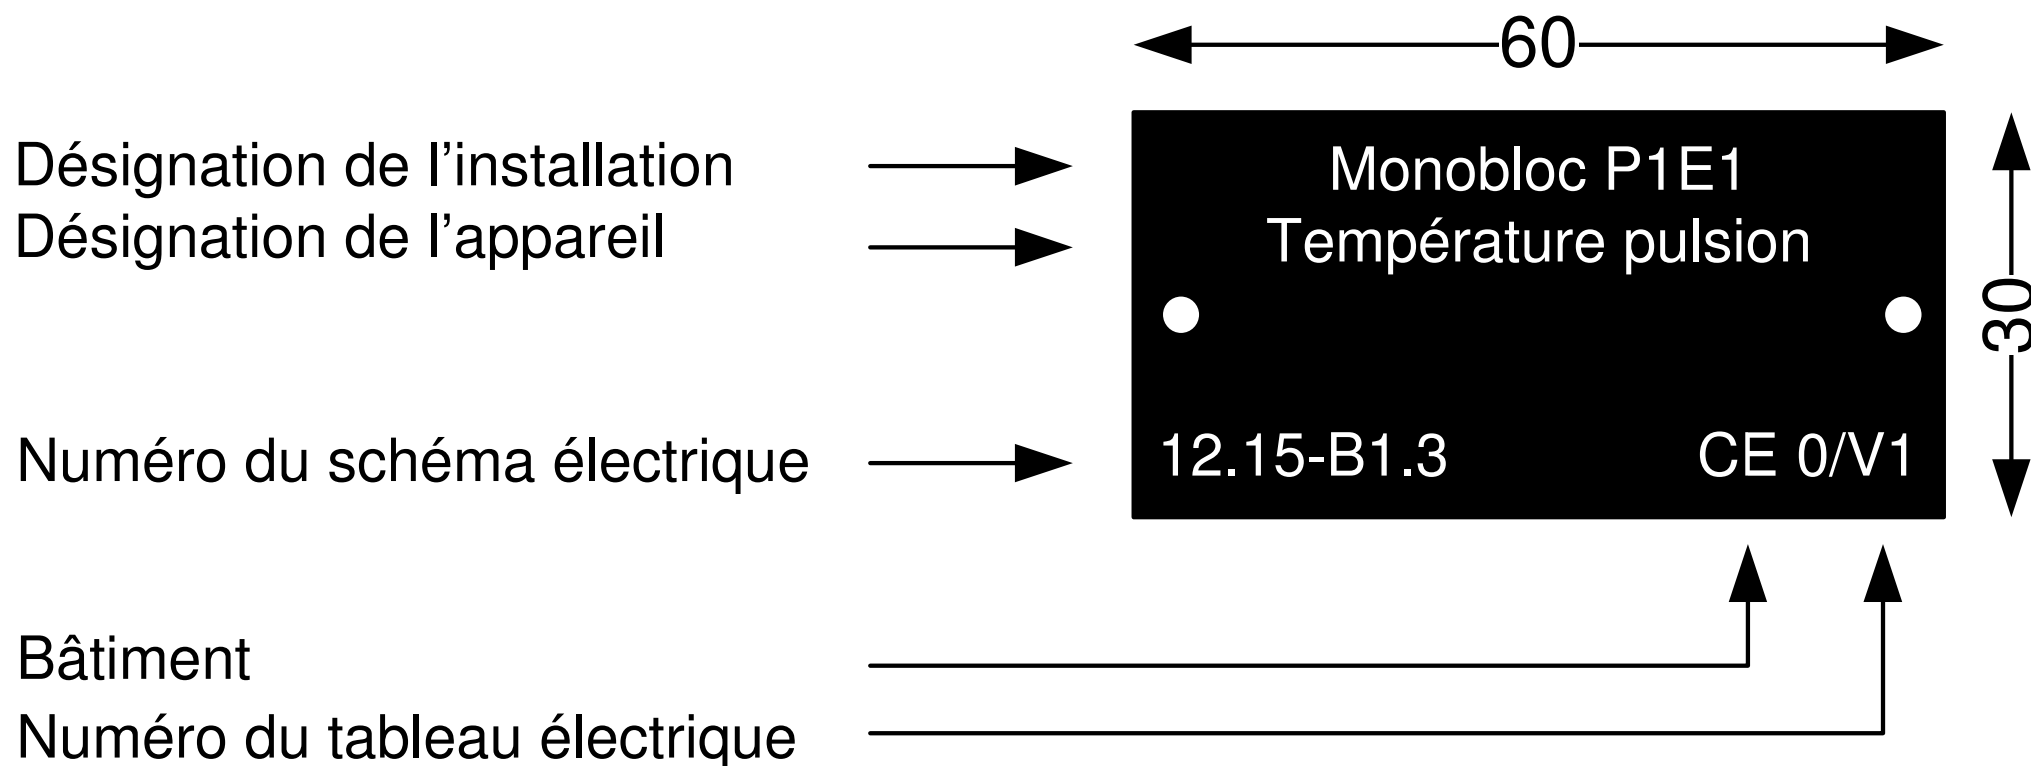 60
Désignation de l'installation
Monobloc P1E1
Désignation de l'appareil
Température pulsion
30
Numéro du schéma électrique
12.15-B1.3 CE 0/V1
Bâtiment
Numéro du tableau électrique